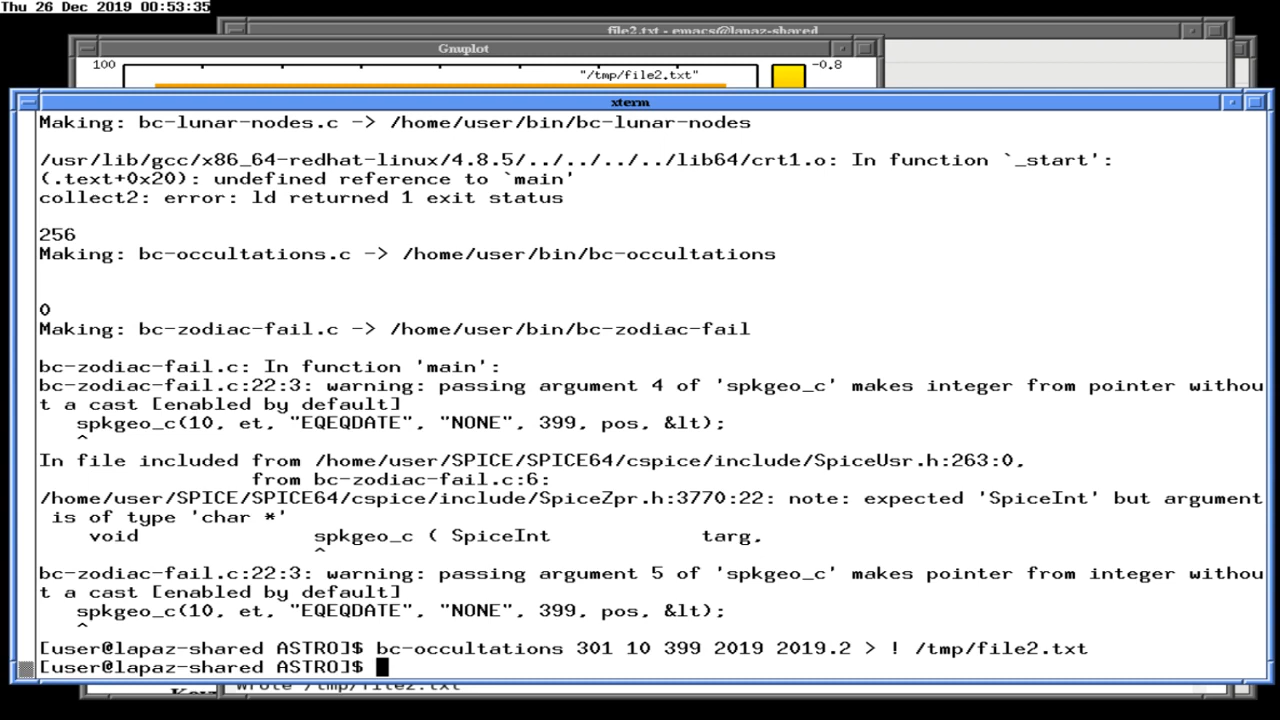 Thu 26 Dec 2019 00:53:35
file2.txt - emacs@lapaz-shared
Gnuplot
100
"/tmp/file2.txt"
-0.8
xterm
Making: bc-lunar-nodes.c -> /home/user/bin/bc-lunar-nodes
/usr/lib/gcc/x86_64-redhat-linux/4.8.5/../../../../lib64/crt1.o: In function `_start':
(.text+0x20): undefined reference to `main'
collect2: error: ld returned 1 exit status
256
Making: bc-occultations.c -> /home/user/bin/bc-occultations
0
Making: bc-zodiac-fail.c -> /home/user/bin/bc-zodiac-fail
bc-zodiac-fail.c: In function 'main':
bc-zodiac-fail.c:22:3: warning: passing argument 4 of 'spkgeo_c' makes integer from pointer withou
t a cast [enabled by default]
spkgeo_c(10, et, "EQEQDATE", "NONE", 399, pos, &lt);
^
In file included from /home/user/SPICE/SPICE64/cspice/include/SpiceUsr.h:263:0,
from bc-zodiac-fail.c:6:
/home/user/SPICE/SPICE64/cspice/include/SpiceZpr.h:3770:22: note: expected 'SpiceInt' but argument
is of type 'char *'
void spkgeo_c ( SpiceInt targ,
^
bc-zodiac-fail.c:22:3: warning: passing argument 5 of 'spkgeo_c' makes pointer from integer withou
t a cast [enabled by default]
spkgeo_c(10, et, "EQEQDATE", "NONE", 399, pos, &lt);
^
[user@lapaz-shared ASTRO]$ bc-occultations 301 10 399 2019 2019.2 > ! /tmp/file2.txt
[user@lapaz-shared ASTRO]$
Wrote /tmp/file2.txt